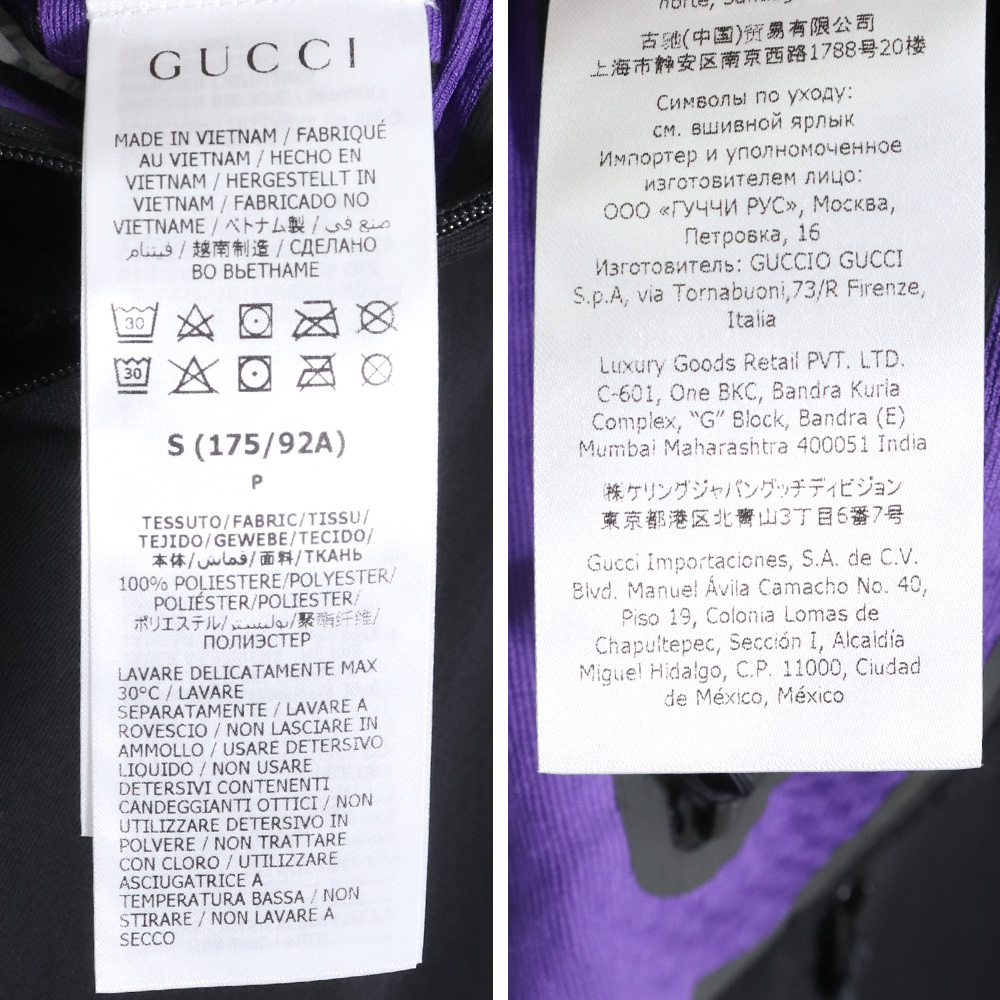 GUCCI
MADE IN VIETNAM / FABRIQUÉ
AU VIETNAM / HECHO EN
VIETNAM / HERGESTELLT IN
VIETNAM / FABRICADO NO
VIETNAME / ベトナム製 / صنع في
فيتنام / 越南制造 / СДЕЛАНО
ВО ВЬЕТНАМЕ
30
30
S (175/92A)
P
TESSUTO/FABRIC/TISSU/
TEJIDO/GEWEBE/TECIDO/
本体/قماش/面料/ТКАНЬ
100% POLIESTERE/POLYESTER/
POLIÉSTER/POLIESTER/
ポリエステル/بوليستر/聚酯纤维/
ПОЛИЭСТЕР
LAVARE DELICATAMENTE MAX
30°C / LAVARE
SEPARATAMENTE / LAVARE A
ROVESCIO / NON LASCIARE IN
AMMOLLO / USARE DETERSIVO
LIQUIDO / NON USARE
DETERSIVI CONTENENTI
CANDEGGIANTI OTTICI / NON
UTILIZZARE DETERSIVO IN
POLVERE / NON TRATTARE
CON CLORO / UTILIZZARE
ASCIUGATRICE A
TEMPERATURA BASSA / NON
STIRARE / NON LAVARE A
SECCO
norte,
古驰(中国)贸易有限公司
上海市静安区南京西路1788号20楼
Символы по уходу:
см. вшивной ярлык
Импортер и уполномоченное
изготовителем лицо:
ООО «ГУЧЧИ РУС», Москва,
Петровка, 16
Изготовитель: GUCCIO GUCCI
S.p.A, via Tornabuoni,73/R Firenze,
Italia
Luxury Goods Retail PVT. LTD.
C-601, One BKC, Bandra Kurla
Complex, “G” Block, Bandra (E)
Mumbai Maharashtra 400051 India
㈱ケリングジャパングッチディビジョン
東京都港区北青山3丁目6番7号
Gucci Importaciones, S.A. de C.V.
Blvd. Manuel Ávila Camacho No. 40,
Piso 19, Colonia Lomas de
Chapultepec, Sección I, Alcaldía
Miguel Hidalgo, C.P. 11000, Ciudad
de México, México